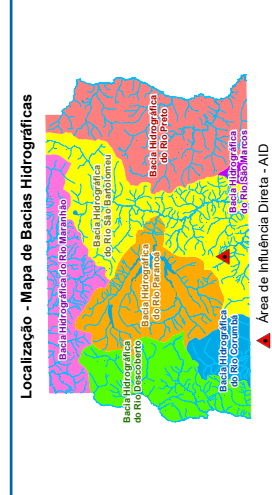 Localização - Mapa de Bacias Hidrográficas
Bacia Hidrográfica do Rio Maranhão
Bacia Hidrográfica
do Rio São Bartolomeu
Bacia Hidrográfica
do Rio Preto
Bacia Hidrográfica
do Rio Descoberto
Bacia Hidrográfica
do Rio Paranoá
Bacia Hidrográfica
do Rio Corumbá
Bacia Hidrográfica
do Rio São Marcos
Área de Influência Direta - AID